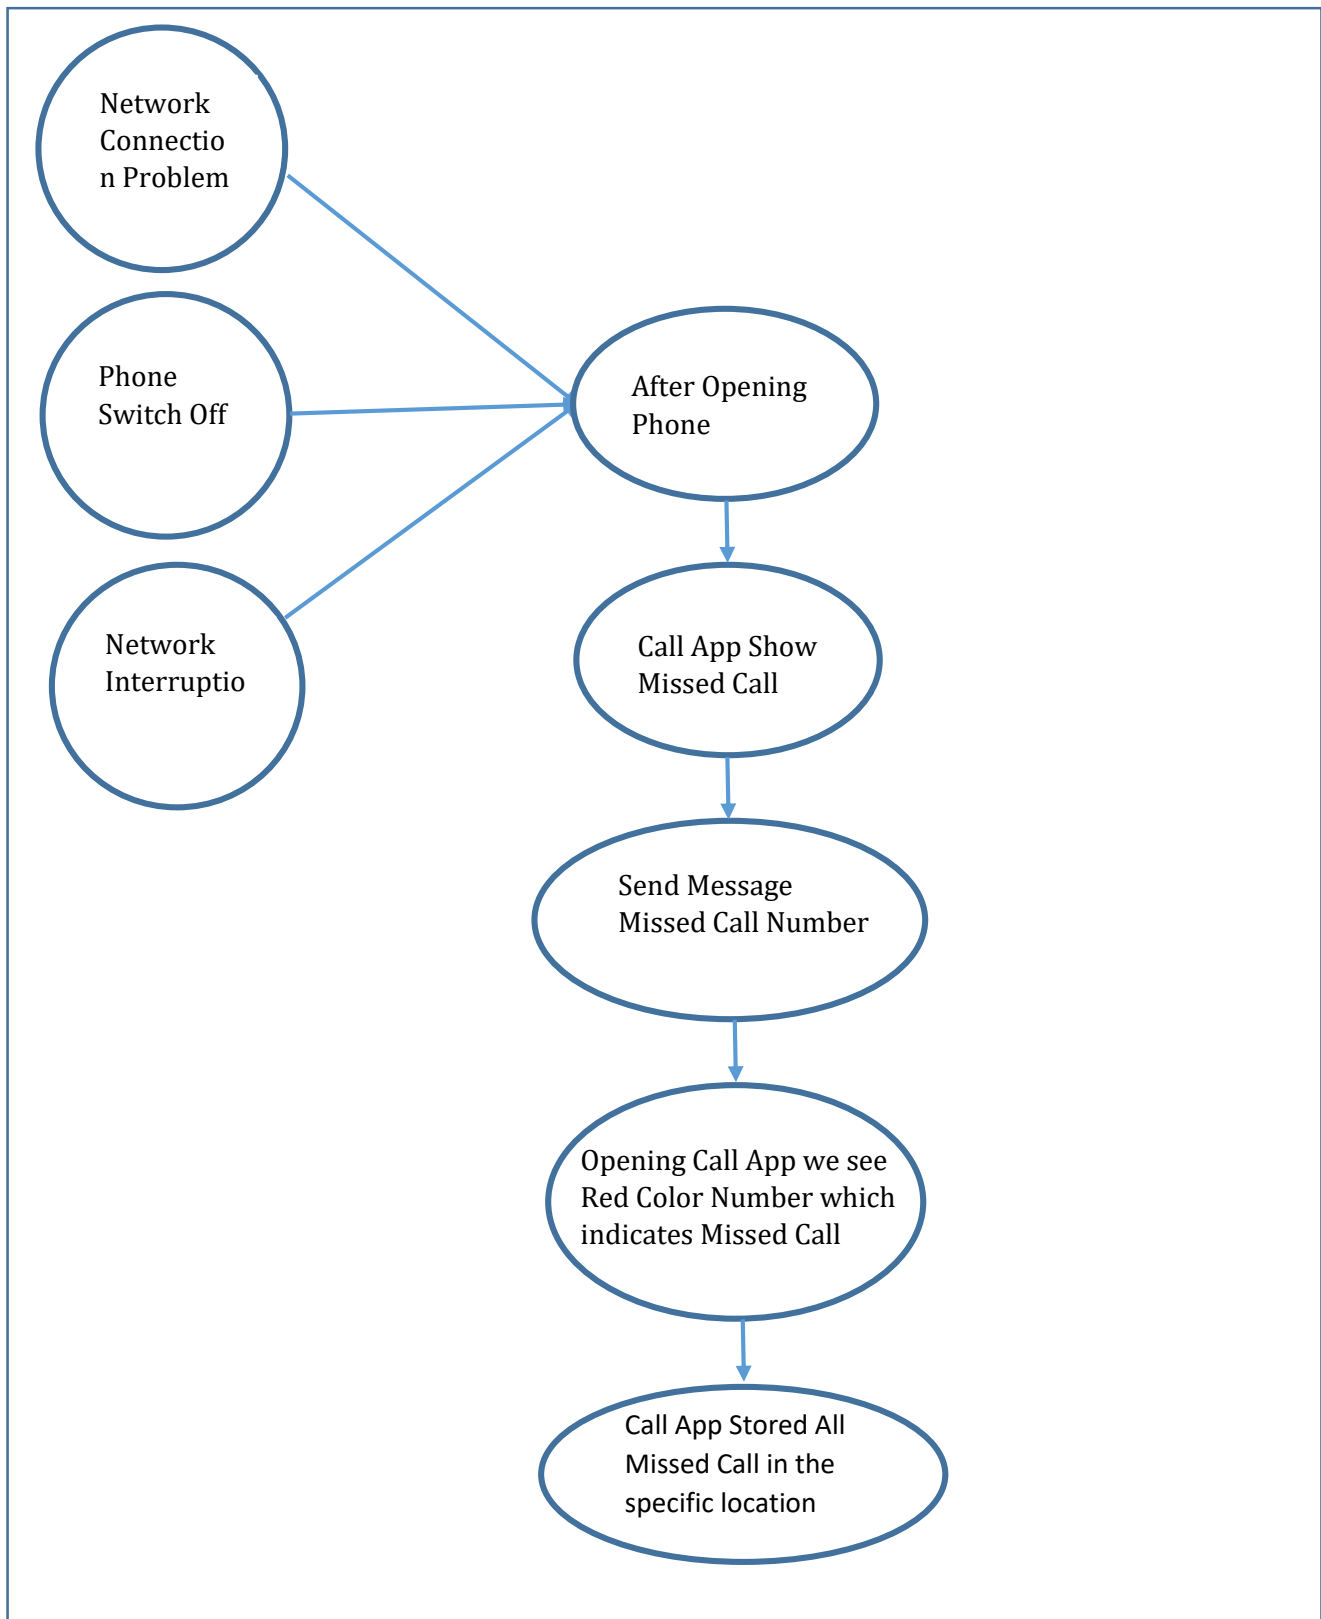 Network
Connectio
n Problem
Phone
Switch Off
Network
Interruptio
After Opening
Phone
Call App Show
Missed Call
Send Message
Missed Call Number
Opening Call App we see
Red Color Number which
indicates Missed Call
Call App Stored All
Missed Call in the
specific location